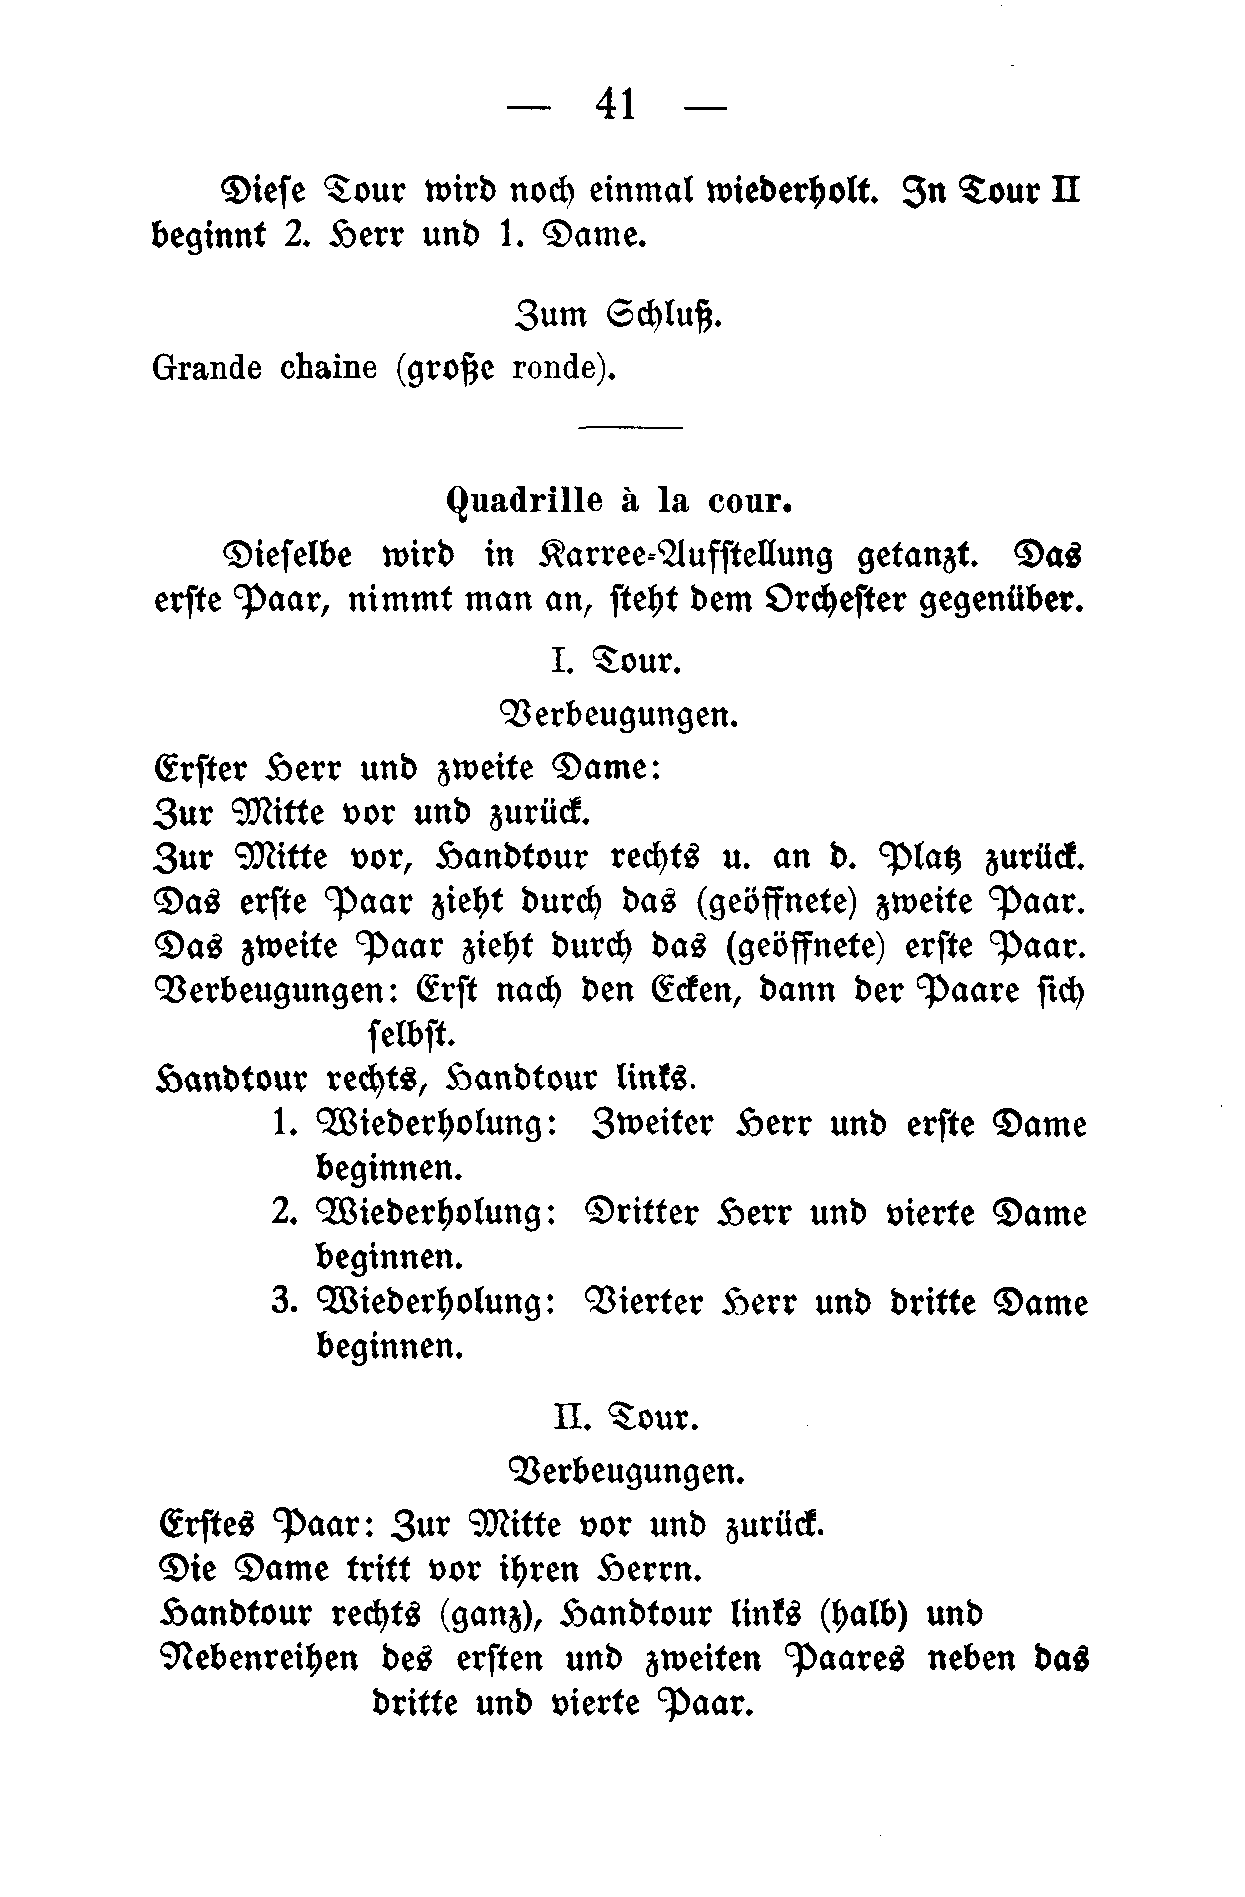 — 41 —
Diese Tour wird noch einmal wiederholt. In Tour II
beginnt 2. Herr und 1. Dame.
Zum Schluß.
Grande chaine (große ronde).
Quadrille à la cour.
Dieselbe wird in Karree-Aufstellung getanzt. Das
erste Paar, nimmt man an, steht dem Orchester gegenüber.
I. Tour.
Verbeugungen.
Erster Herr und zweite Dame:
Zur Mitte vor und zurück.
Zur Mitte vor, Handtour rechts u. an d. Platz zurück.
Das erste Paar zieht durch das (geöffnete) zweite Paar.
Das zweite Paar zieht durch das (geöffnete) erste Paar.
Verbeugungen: Erst nach den Ecken, dann der Paare sich
selbst.
Handtour rechts, Handtour links.
1. Wiederholung: Zweiter Herr und erste Dame
beginnen.
2. Wiederholung: Dritter Herr und vierte Dame
beginnen.
3. Wiederholung: Vierter Herr und dritte Dame
beginnen.
II. Tour.
Verbeugungen.
Erstes Paar: Zur Mitte vor und zurück.
Die Dame tritt vor ihren Herrn.
Handtour rechts (ganz), Handtour links (halb) und
Nebenreihen des ersten und zweiten Paares neben das
dritte und vierte Paar.